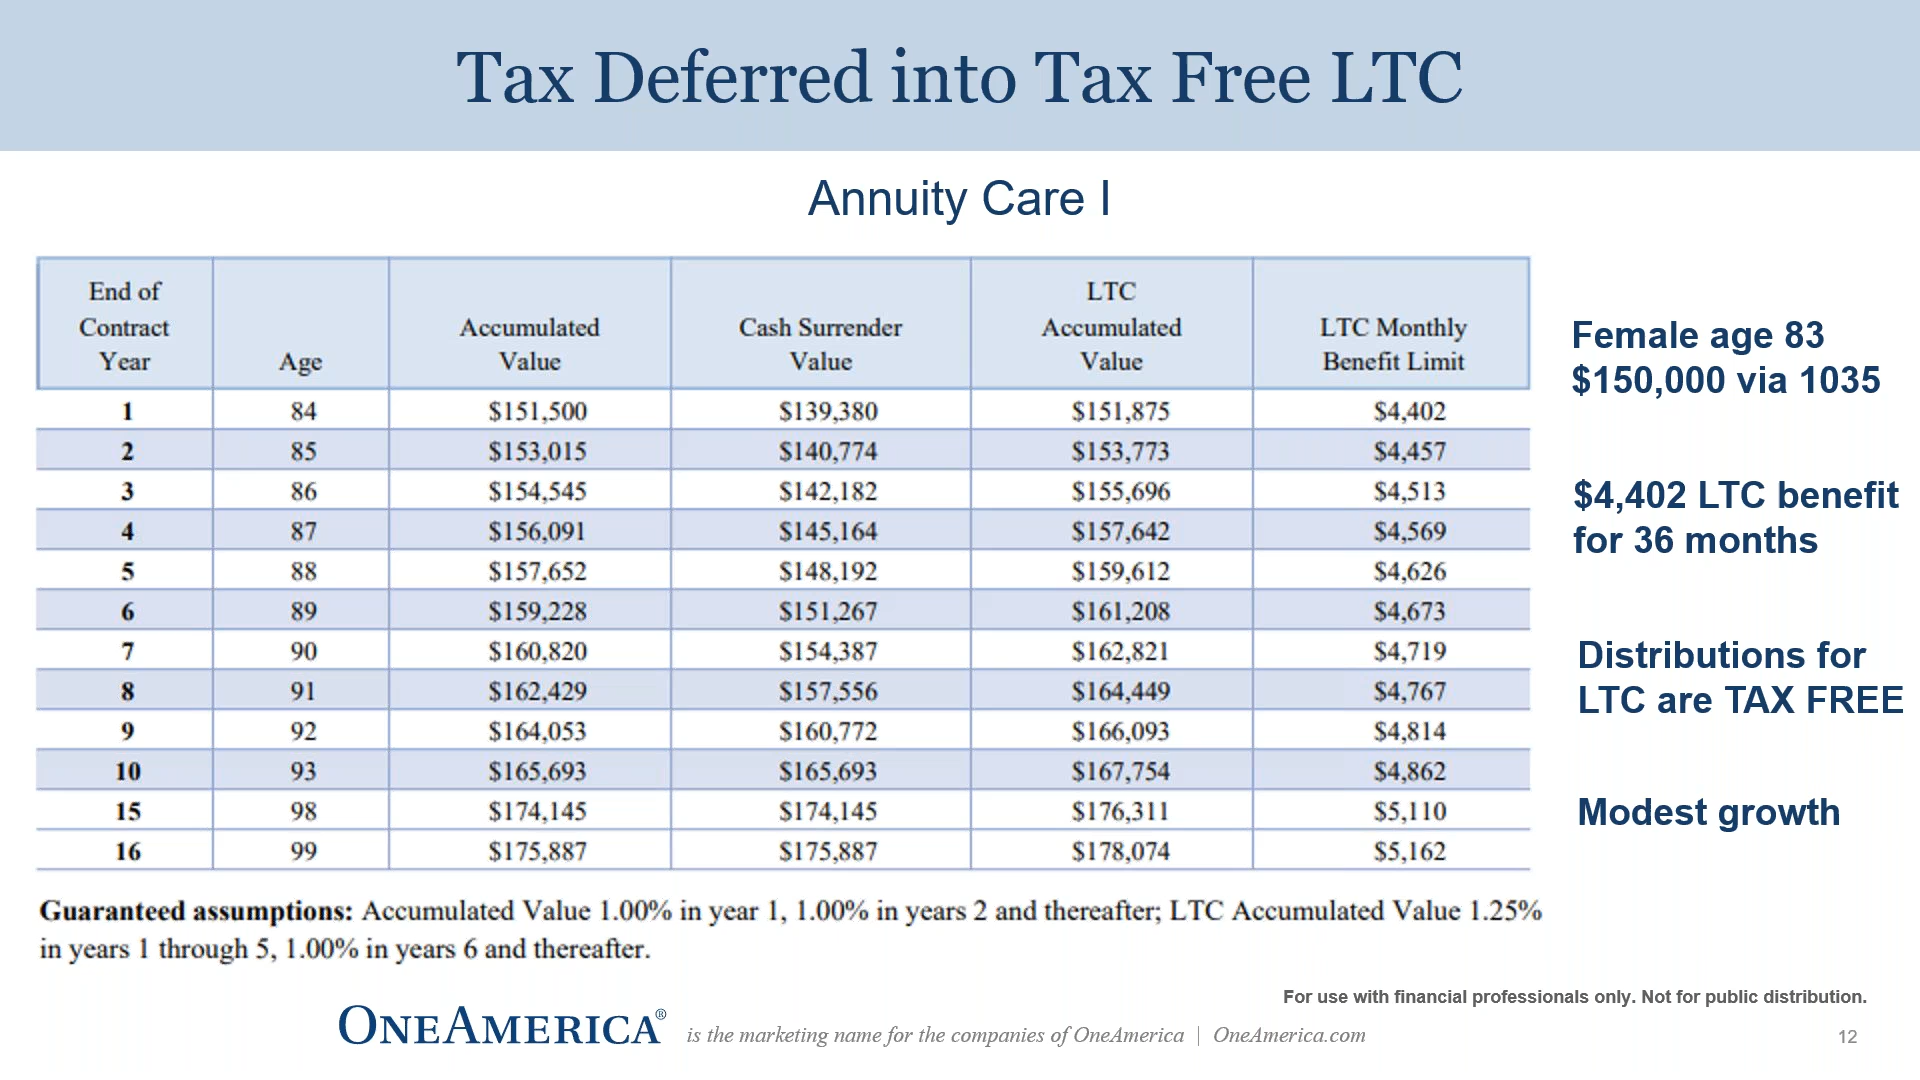 Tax Deferred into Tax Free LTC
Annuity Care I
End of Contract Year | Age | Accumulated Value | Cash Surrender Value | LTC Accumulated Value | LTC Monthly Benefit Limit
1 | 84 | $151,500 | $139,380 | $151,875 | $4,402
2 | 85 | $153,015 | $140,774 | $153,773 | $4,457
3 | 86 | $154,545 | $142,182 | $155,696 | $4,513
4 | 87 | $156,091 | $145,164 | $157,642 | $4,569
5 | 88 | $157,652 | $148,192 | $159,612 | $4,626
6 | 89 | $159,228 | $151,267 | $161,208 | $4,673
7 | 90 | $160,820 | $154,387 | $162,821 | $4,719
8 | 91 | $162,429 | $157,556 | $164,449 | $4,767
9 | 92 | $164,053 | $160,772 | $166,093 | $4,814
10 | 93 | $165,693 | $165,693 | $167,754 | $4,862
15 | 98 | $174,145 | $174,145 | $176,311 | $5,110
16 | 99 | $175,887 | $175,887 | $178,074 | $5,162
Female age 83
$150,000 via 1035
$4,402 LTC benefit
for 36 months
Distributions for
LTC are TAX FREE
Modest growth
Guaranteed assumptions: Accumulated Value 1.00% in year 1, 1.00% in years 2 and thereafter; LTC Accumulated Value 1.25%
in years 1 through 5, 1.00% in years 6 and thereafter.
For use with financial professionals only. Not for public distribution.
ONEAMERICA® is the marketing name for the companies of OneAmerica | OneAmerica.com
12